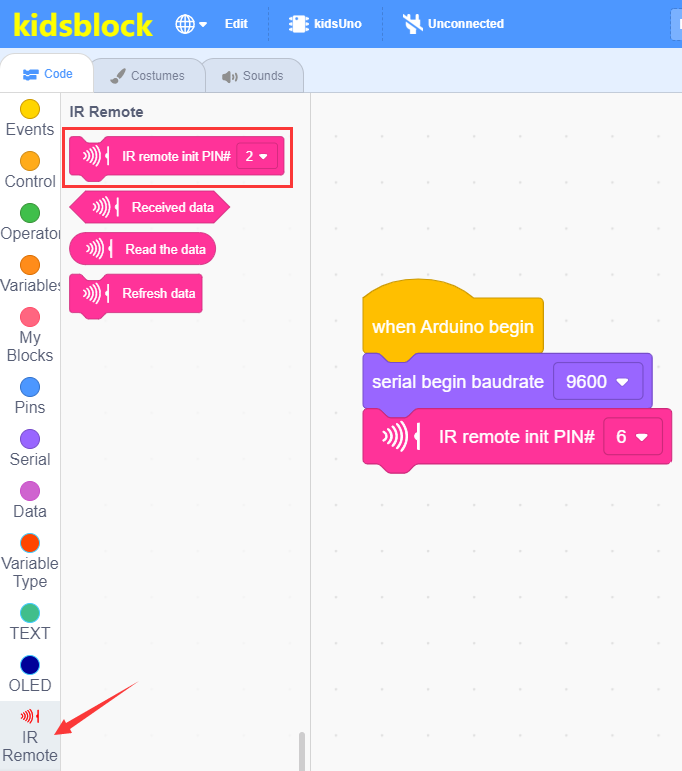 kidsblock
Edit
kidsUno
Unconnected
Code
Costumes
Sounds
Events
Control
Operator
Variables
My
Blocks
Pins
Serial
Data
Variable
Type
TEXT
OLED
IR
Remote
IR Remote
IR remote init PIN# 2
Received data
Read the data
Refresh data
when Arduino begin
serial begin baudrate 9600
IR remote init PIN# 6